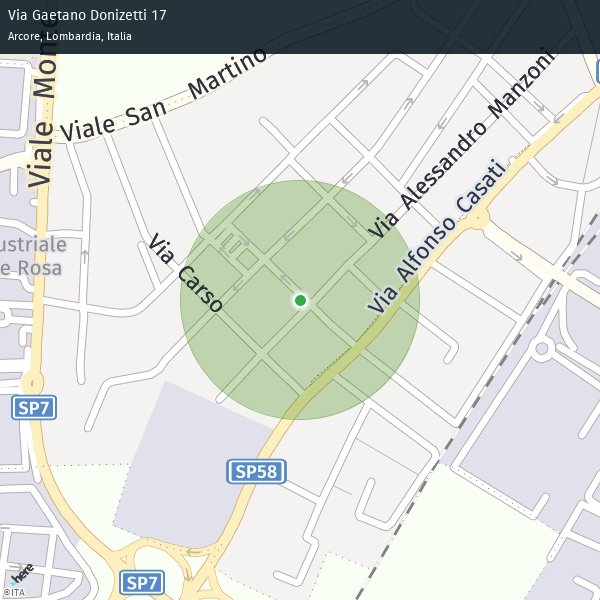 Via Gaetano Donizetti 17
Arcore, Lombardia, Italia
Viale Monte
Viale San Martino
Via Alessandro Manzoni
Via Alfonso Casati
Via Carso
ustriale
e Rosa
SP7
SP58
SP7
here
©ITA